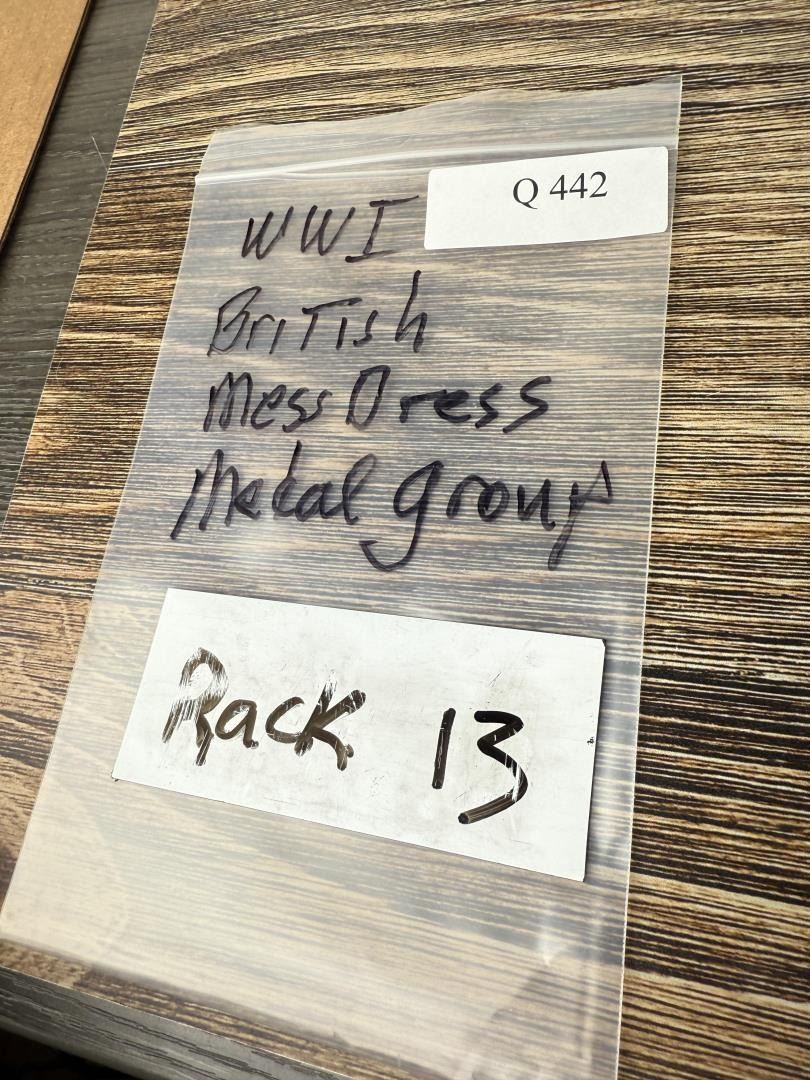 Q 442
WWI
British
Mess Dress
Medal group
Rack 13